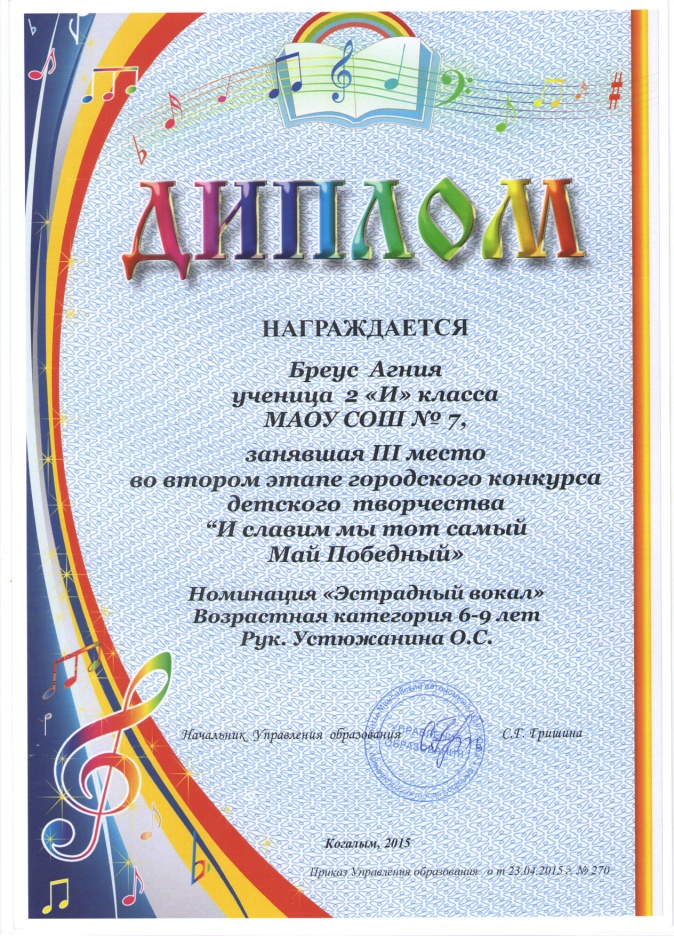 ДИПЛОМ
НАГРАЖДАЕТСЯ
Бреус Агния
ученица 2 «И» класса
МАОУ СОШ № 7,
занявшая III место
во втором этапе городского конкурса
детского творчества
“И славим мы тот самый
Май Победный»
Номинация «Эстрадный вокал»
Возрастная категория 6-9 лет
Рук. Устюжанина О.С.
Начальник Управления образования С.Г. Гришина
УПРАВЛЕНИЕ
ОБРАЗОВАНИЯ
Когалым, 2015
Приказ Управления образования о т 23.04.2015 г. № 270